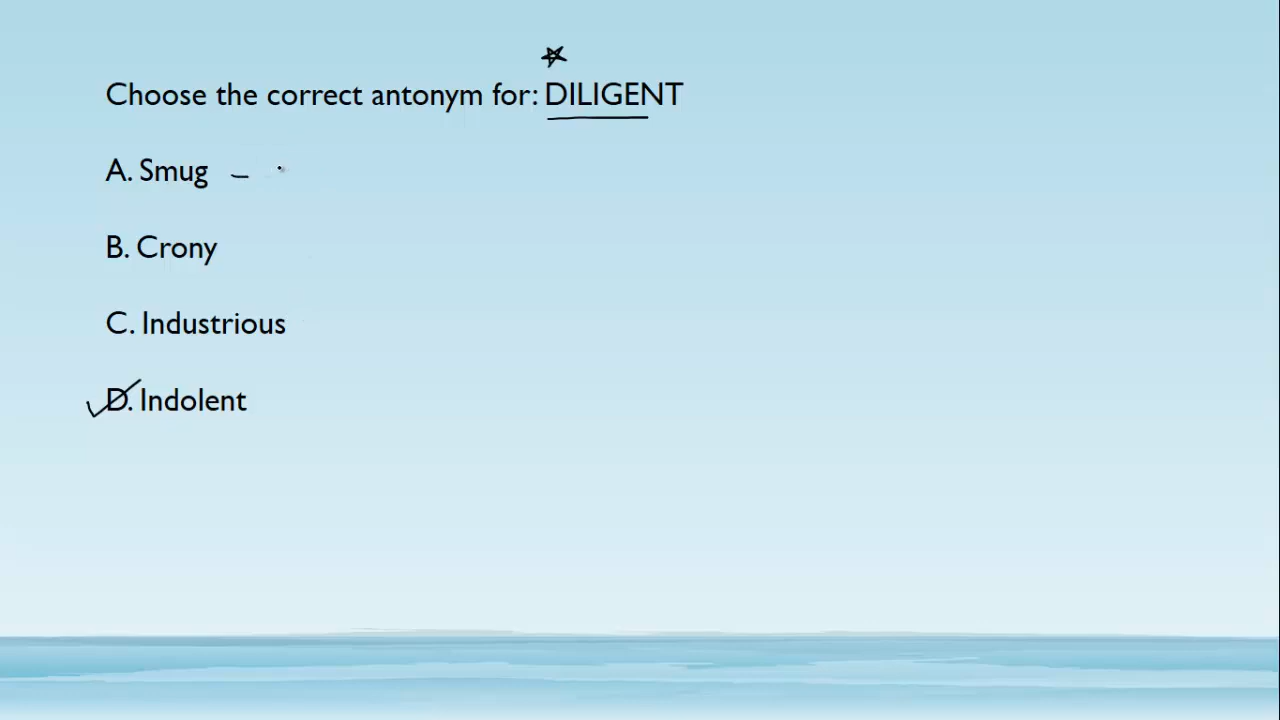 Choose the correct antonym for: DILIGENT
A. Smug -
B. Crony
C. Industrious
D. Indolent